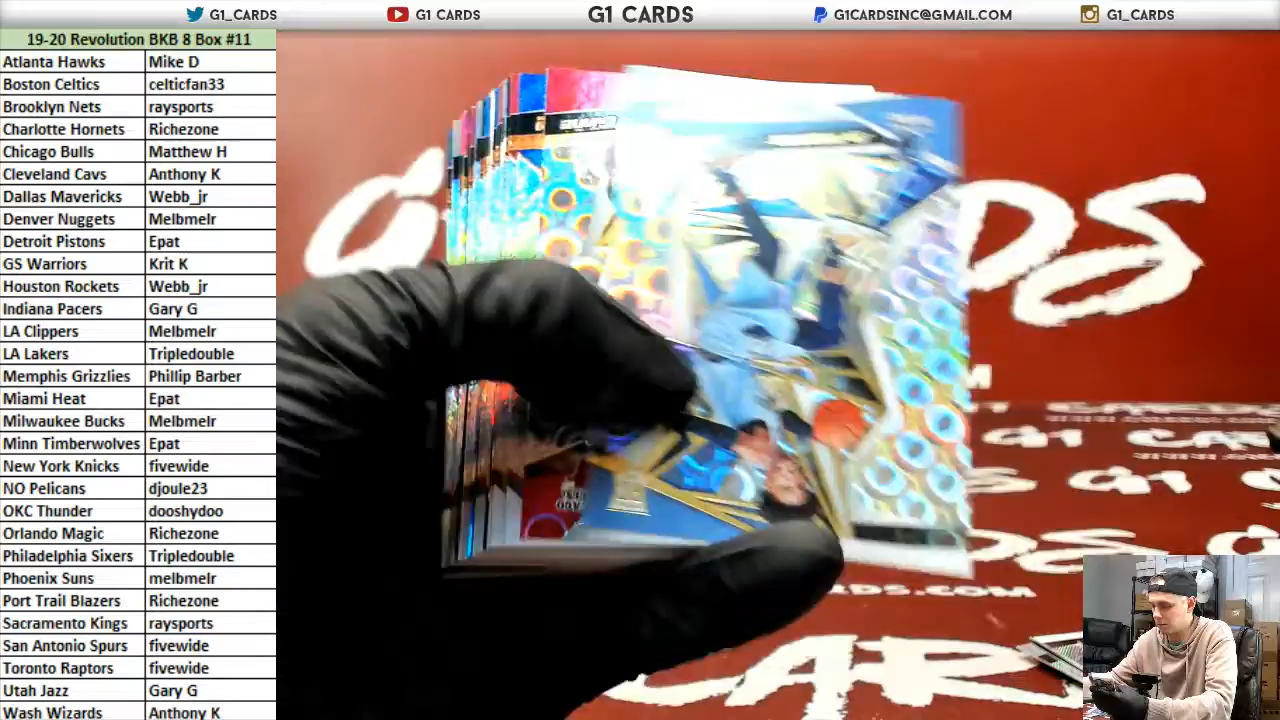 G1_CARDS G1 CARDS G1 CARDS G1CARDSINC@GMAIL.COM G1_CARDS
19-20 Revolution BKB 8 Box #11
Atlanta Hawks Mike D
Boston Celtics celticfan33
Brooklyn Nets raysports
Charlotte Hornets Richezone
Chicago Bulls Matthew H
Cleveland Cavs Anthony K
Dallas Mavericks Webb_jr
Denver Nuggets Melbmelr
Detroit Pistons Epat
GS Warriors Krit K
Houston Rockets Webb_jr
Indiana Pacers Gary G
LA Clippers Melbmelr
LA Lakers Tripledouble
Memphis Grizzlies Phillip Barber
Miami Heat Epat
Milwaukee Bucks Melbmelr
Minn Timberwolves Epat
New York Knicks fivewide
NO Pelicans djoule23
OKC Thunder dooshydoo
Orlando Magic Richezone
Philadelphia Sixers Tripledouble
Phoenix Suns melbmelr
Port Trail Blazers Richezone
Sacramento Kings raysports
San Antonio Spurs fivewide
Toronto Raptors fivewide
Utah Jazz Gary G
Wash Wizards Anthony K
G1 CA